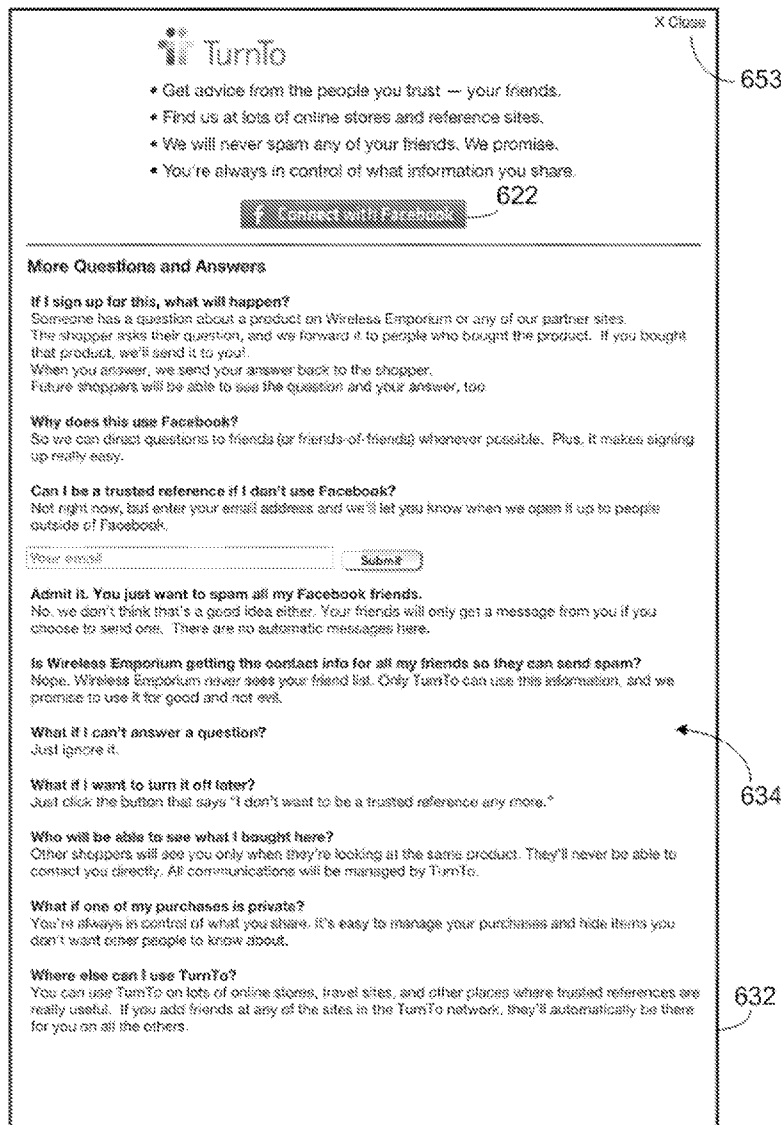 X Close
TurnTo
653
• Get advice from the people you trust — your friends.
• Find us at lots of online stores and reference sites.
• We will never spam any of your friends. We promise.
• You're always in control of what information you share.
622
f Connect with Facebook
More Questions and Answers
If I sign up for this, what will happen?
Someone has a question about a product on Wireless Emporium or any of our partner sites.
The shopper asks their question, and we forward it to people who bought the product. If you bought
that product, we'll send it to you!
When you answer, we send your answer back to the shopper.
Future shoppers will be able to see the question and your answer, too
Why does this use Facebook?
So we can direct questions to friends (or friends-of-friends) whenever possible. Plus, it makes signing
up really easy.
Can I be a trusted reference if I don't use Facebook?
Not right now, but enter your email address and we'll let you know when we open it up to people
outside of Facebook.
Your email Submit
Admit it. You just want to spam all my Facebook friends.
No, we don't think that's a good idea either. Your friends will only get a message from you if you
choose to send one. There are no automatic messages here.
Is Wireless Emporium getting the contact info for all my friends so they can send spam?
Nope. Wireless Emporium never sees your friend list. Only TurnTo can use this information, and we
promise to use it for good and not evil.
What if I can't answer a question?
Just ignore it.
634
What if I want to turn it off later?
Just click the button that says "I don't want to be a trusted reference any more."
Who will be able to see what I bought here?
Other shoppers will see you only when they're looking at the same product. They'll never be able to
contact you directly. All communications will be managed by TurnTo.
What if one of my purchases is private?
You're always in control of what you share. It's easy to manage your purchases and hide items you
don't want other people to know about.
Where else can I use TurnTo?
You can use TurnTo on lots of online stores, travel sites, and other places where trusted references are
really useful. If you add friends at any of the sites in the TurnTo network, they'll automatically be there
for you on all the others.
632